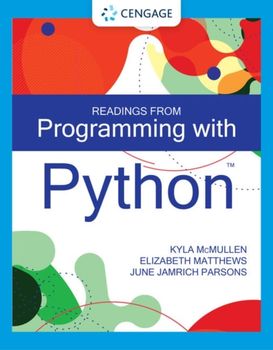 CENGAGE
READINGS FROM
Programming with
Python™
KYLA McMULLEN
ELIZABETH MATTHEWS
JUNE JAMRICH PARSONS